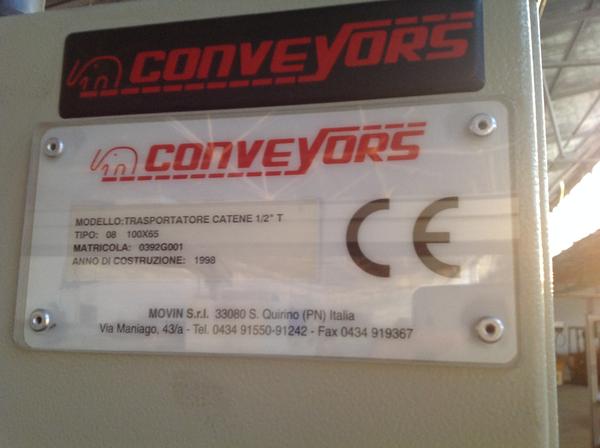 CONVEYORS
CONVEYORS
MODELLO:TRASPORTATORE CATENE 1/2" T
TIPO: 08 100X65
MATRICOLA: 0392G001
ANNO DI COSTRUZIONE: 1998
CE
MOVIN S.r.l. 33080 S. Quirino (PN) Italia
Via Maniago, 43/a - Tel. 0434 91550-91242 - Fax 0434 919367